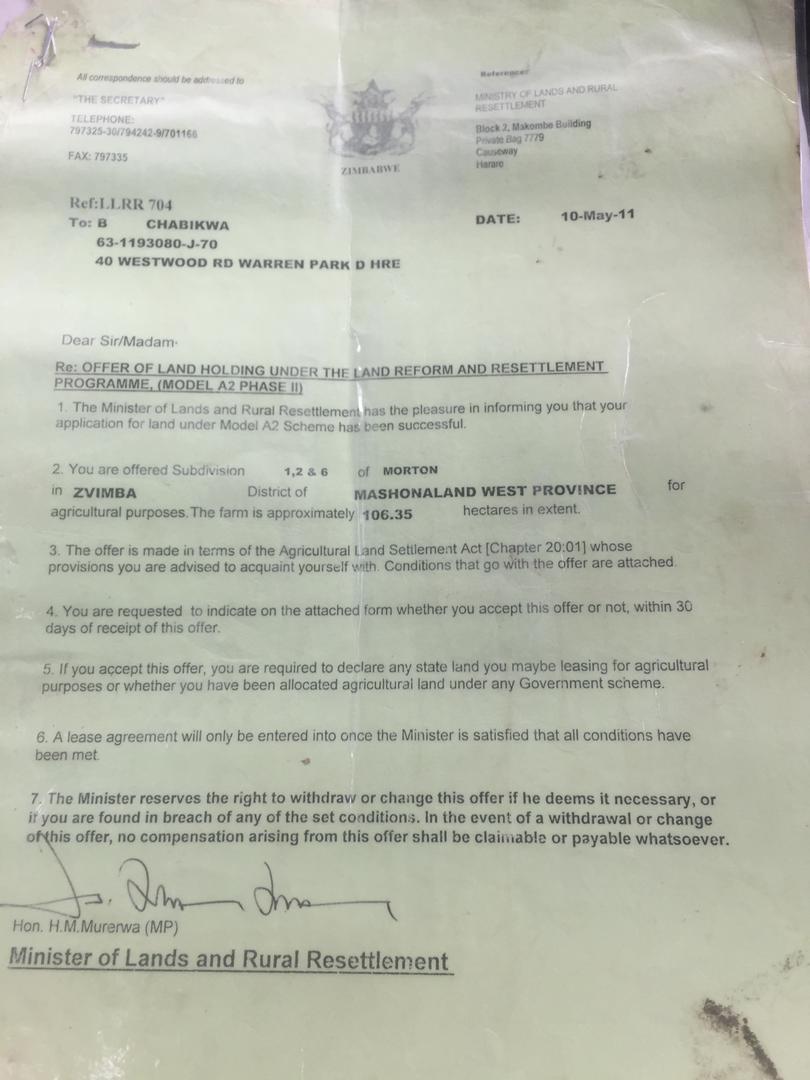 All correspondence should be addressed to
"THE SECRETARY"
TELEPHONE:
797325-30/794242-9/701166
FAX: 797335
ZIMBABWE
Reference:
MINISTRY OF LANDS AND RURAL
RESETTLEMENT
Block 2, Makombe Building
Private Bag 7779
Causeway
Harare
Ref:LLRR 704
To: B CHABIKWA
63-1193080-J-70
40 WESTWOOD RD WARREN PARK D HRE
DATE: 10-May-11
Dear Sir/Madam
Re: OFFER OF LAND HOLDING UNDER THE LAND REFORM AND RESETTLEMENT
PROGRAMME, (MODEL A2 PHASE II)
1. The Minister of Lands and Rural Resettlement has the pleasure in informing you that your
application for land under Model A2 Scheme has been successful.
2. You are offered Subdivision 1,2 & 6 of MORTON
in ZVIMBA District of MASHONALAND WEST PROVINCE for
agricultural purposes. The farm is approximately 106.35 hectares in extent.
3. The offer is made in terms of the Agricultural Land Settlement Act [Chapter 20:01] whose
provisions you are advised to acquaint yourself with. Conditions that go with the offer are attached.
4. You are requested to indicate on the attached form whether you accept this offer or not, within 30
days of receipt of this offer.
5. If you accept this offer, you are required to declare any state land you maybe leasing for agricultural
purposes or whether you have been allocated agricultural land under any Government scheme.
6. A lease agreement will only be entered into once the Minister is satisfied that all conditions have
been met.
7. The Minister reserves the right to withdraw or change this offer if he deems it necessary, or
if you are found in breach of any of the set conditions. In the event of a withdrawal or change
of this offer, no compensation arising from this offer shall be claimable or payable whatsoever.
Hon. H.M.Murerwa (MP)
Minister of Lands and Rural Resettlement